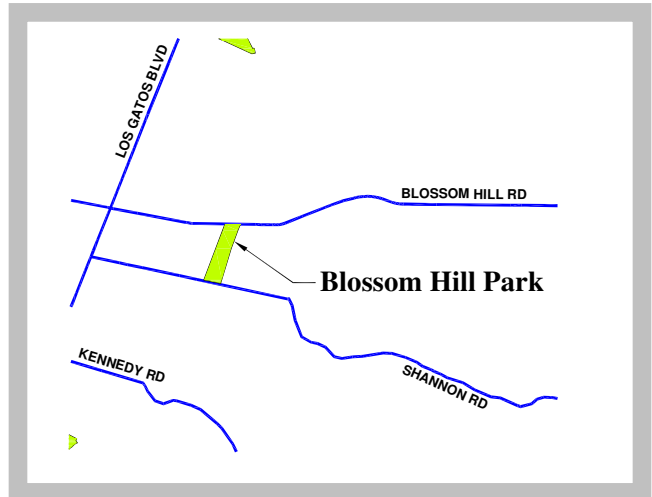 LOS GATOS BLVD
BLOSSOM HILL RD
Blossom Hill Park
KENNEDY RD
SHANNON RD